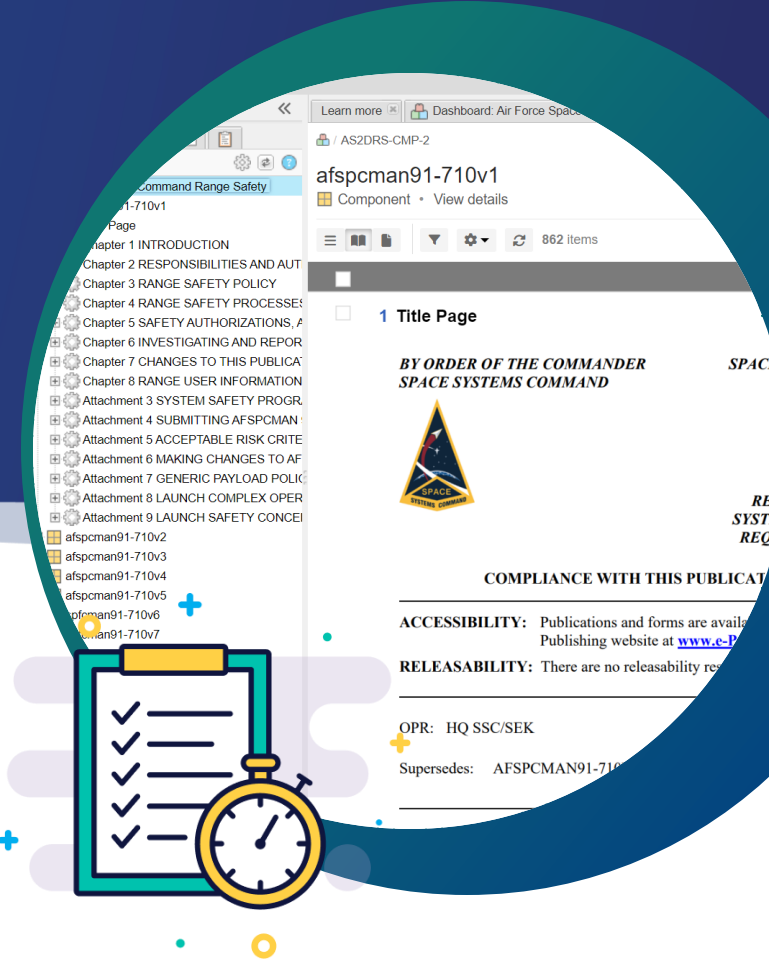 Learn more
Dashboard: Air Force Space
/ AS2DRS-CMP-2
afspcman91-710v1
Component • View details
862 items
Command Range Safety
91-710v1
Page
Chapter 1 INTRODUCTION
Chapter 2 RESPONSIBILITIES AND AUT
Chapter 3 RANGE SAFETY POLICY
Chapter 4 RANGE SAFETY PROCESSES
Chapter 5 SAFETY AUTHORIZATIONS, A
Chapter 6 INVESTIGATING AND REPOR
Chapter 7 CHANGES TO THIS PUBLICA
Chapter 8 RANGE USER INFORMATION
Attachment 3 SYSTEM SAFETY PROGR
Attachment 4 SUBMITTING AFSPCMAN
Attachment 5 ACCEPTABLE RISK CRITE
Attachment 6 MAKING CHANGES TO AF
Attachment 7 GENERIC PAYLOAD POLIC
Attachment 8 LAUNCH COMPLEX OPER
Attachment 9 LAUNCH SAFETY CONCE
afspcman91-710v2
afspcman91-710v3
afspcman91-710v4
afspcman91-710v5
spcman91-710v6
man91-710v7
1 Title Page
BY ORDER OF THE COMMANDER
SPACE SYSTEMS COMMAND
SPAC
SPACE
SYSTEMS COMMAND
RE
SYST
REQ
COMPLIANCE WITH THIS PUBLICAT
ACCESSIBILITY: Publications and forms are availa
Publishing website at www.e-P
RELEASABILITY: There are no releasability res
OPR: HQ SSC/SEK
Supersedes: AFSPCMAN91-710